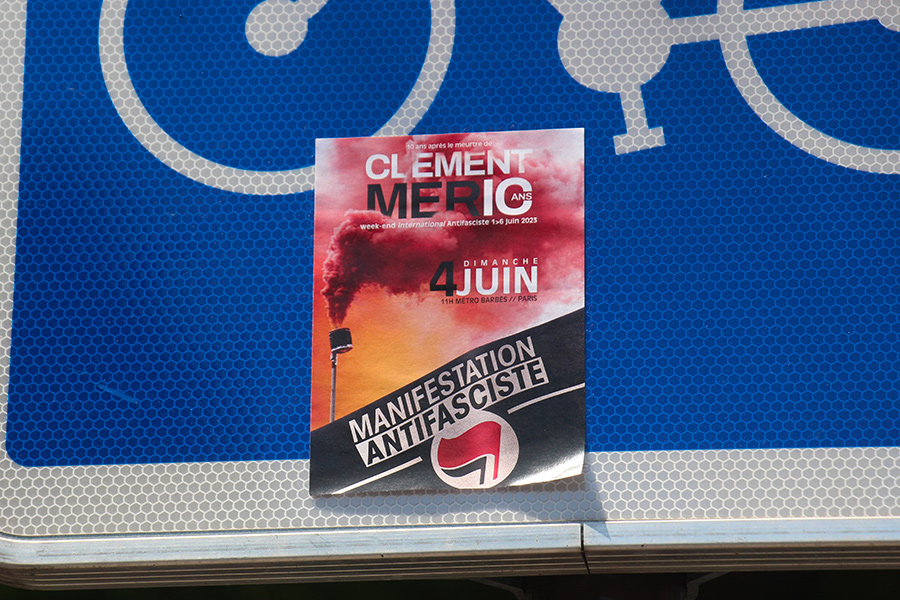 10 ans après le meurtre de
CLEMENT
MERIC
ANS
week-end International Antifasciste 1>6 juin 2023
DIMANCHE
4 JUIN
11H MÉTRO BARBÈS // PARIS
MANIFESTATION
ANTIFASCISTE